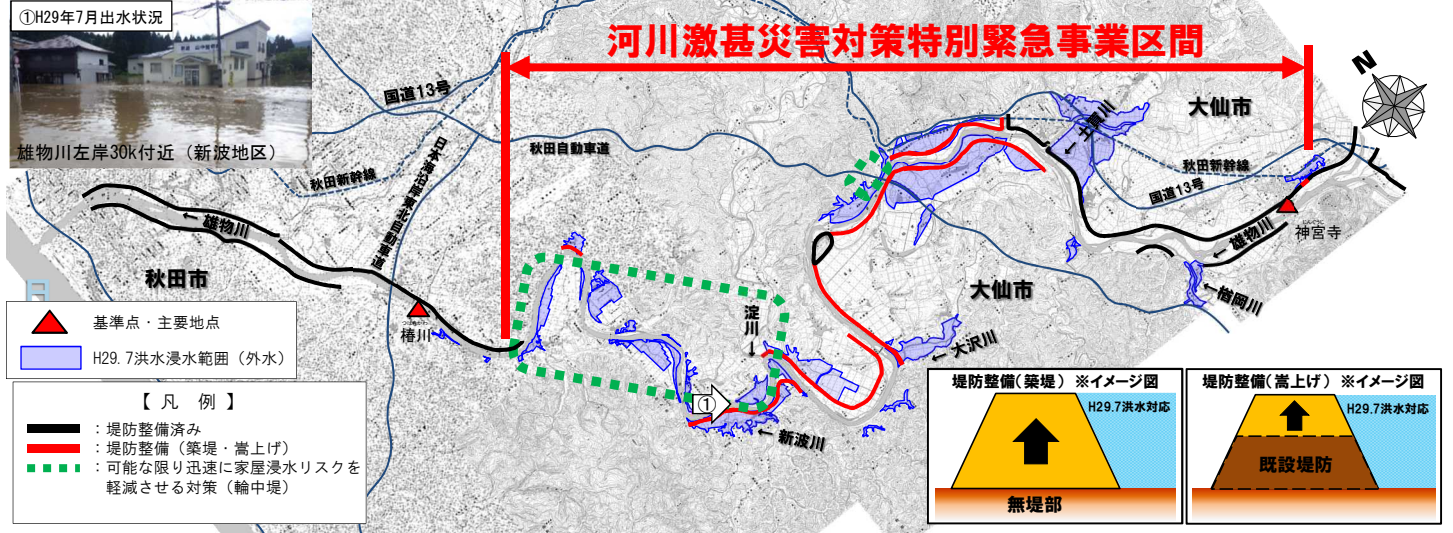 ①H29年7月出水状況
雄物川左岸30k付近（新波地区）
河川激甚災害対策特別緊急事業区間
N
国道13号
秋田自動車道
秋田新幹線
日本海沿岸東北自動車道
← 雄物川
秋田市
日
椿川
大仙市
← 土買川
秋田新幹線
国道13号
← 雄物川
神宮寺
← 楢岡川
大仙市
← 大沢川
淀川 →
①
← 新波川
基準点・主要地点
H29.7洪水浸水範囲（外水）
【 凡 例 】
：堤防整備済み
：堤防整備（築堤・嵩上げ）
：可能な限り迅速に家屋浸水リスクを
軽減させる対策（輪中堤）
堤防整備(築堤) ※イメージ図
H29.7洪水対応
無堤部
堤防整備(嵩上げ) ※イメージ図
H29.7洪水対応
既設堤防